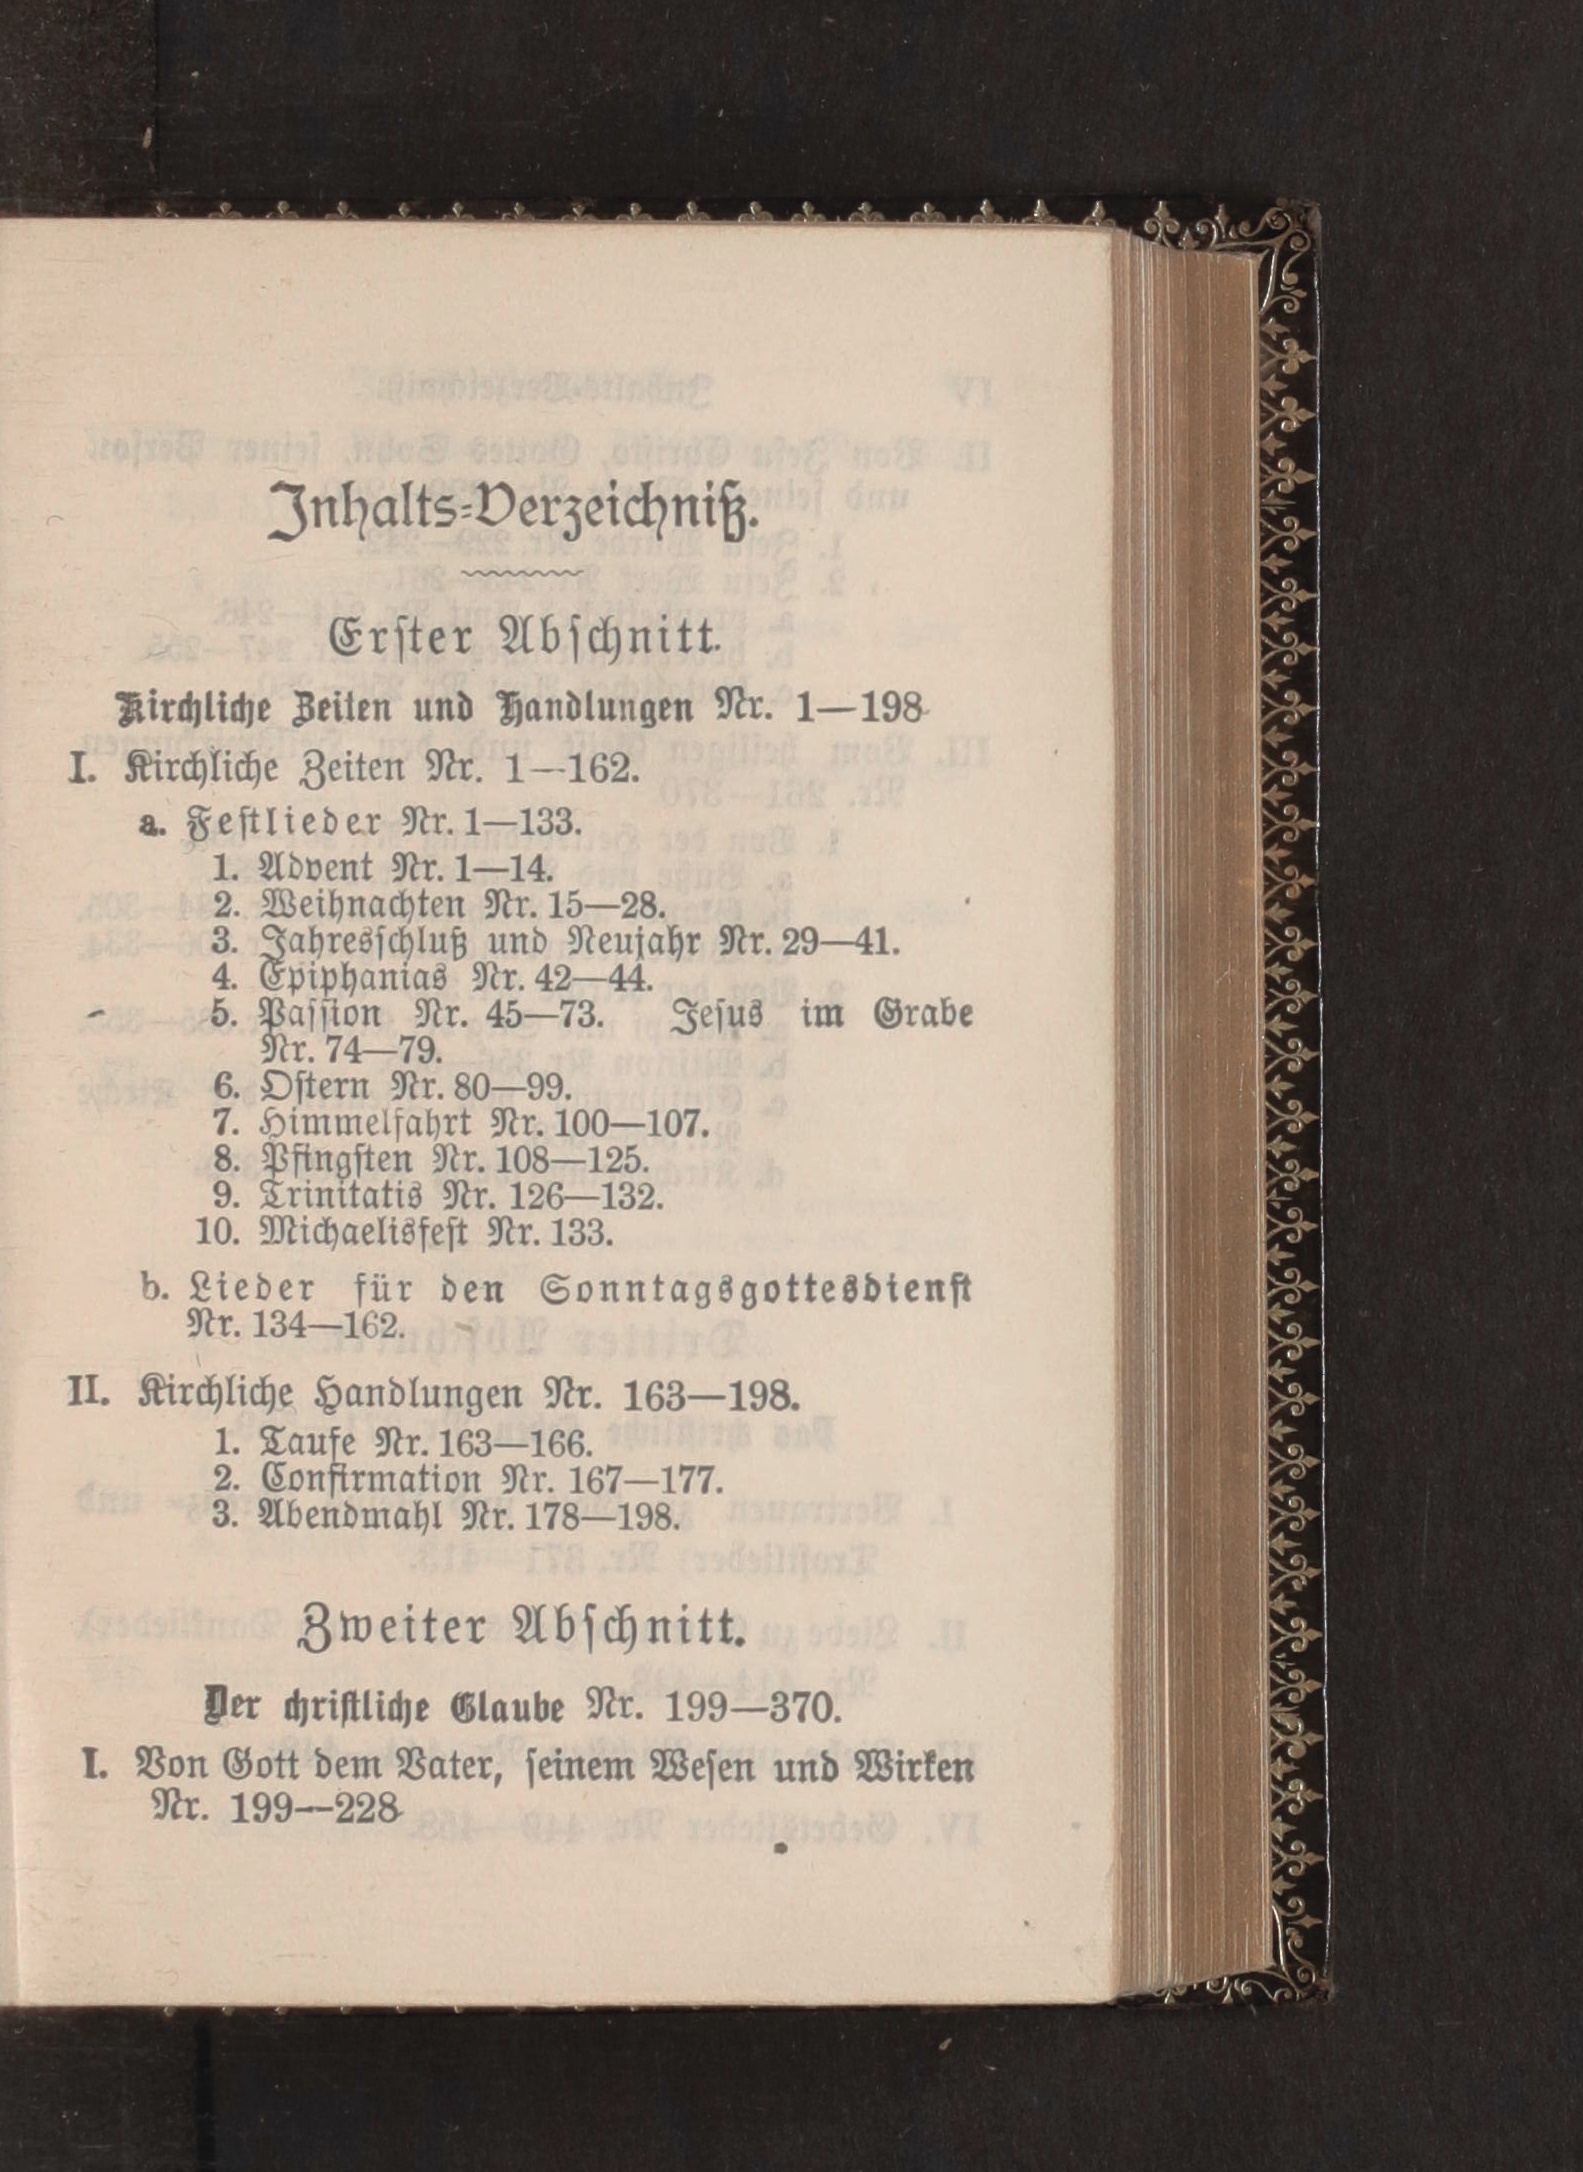 Inhalts-Verzeichniß.
Erster Abschnitt.
Kirchliche Zeiten und Handlungen Nr. 1—198
I. Kirchliche Zeiten Nr. 1—162.
a. Festlieder Nr. 1—133.
1. Advent Nr. 1—14.
2. Weihnachten Nr. 15—28.
3. Jahresschluß und Neujahr Nr. 29—41.
4. Epiphanias Nr. 42—44.
5. Passion Nr. 45—73. Jesus im Grabe
Nr. 74—79.
6. Ostern Nr. 80—99.
7. Himmelfahrt Nr. 100—107.
8. Pfingsten Nr. 108—125.
9. Trinitatis Nr. 126—132.
10. Michaelisfest Nr. 133.
b. Lieder für den Sonntagsgottesdienst
Nr. 134—162.
II. Kirchliche Handlungen Nr. 163—198.
1. Taufe Nr. 163—166.
2. Confirmation Nr. 167—177.
3. Abendmahl Nr. 178—198.
Zweiter Abschnitt.
Der christliche Glaube Nr. 199—370.
I. Von Gott dem Vater, seinem Wesen und Wirken
Nr. 199—228